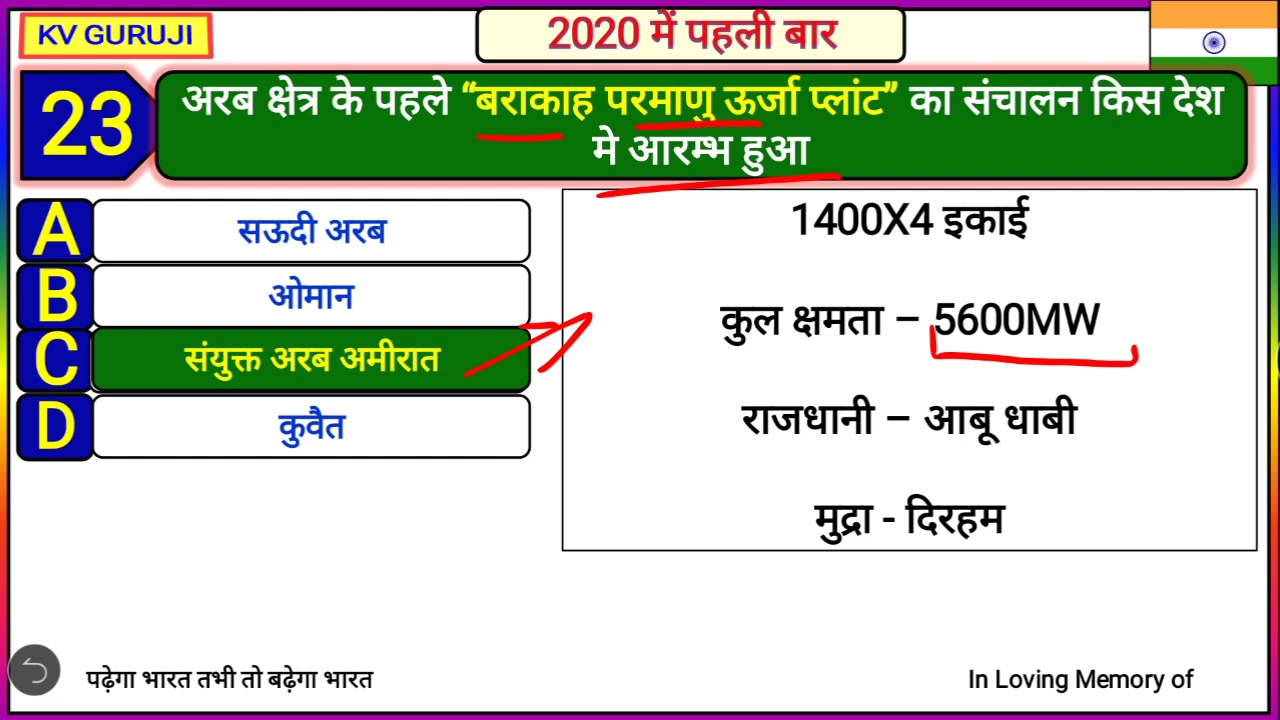 KV GURUJI
2020 में पहली बार
23
अरब क्षेत्र के पहले “बराकाह परमाणु ऊर्जा प्लांट” का संचालन किस देश
मे आरम्भ हुआ
A
सऊदी अरब
B
ओमान
C
संयुक्त अरब अमीरात
D
कुवैत
1400X4 इकाई
कुल क्षमता – 5600MW
राजधानी – आबू धाबी
मुद्रा - दिरहम
पढ़ेगा भारत तभी तो बढ़ेगा भारत
In Loving Memory of